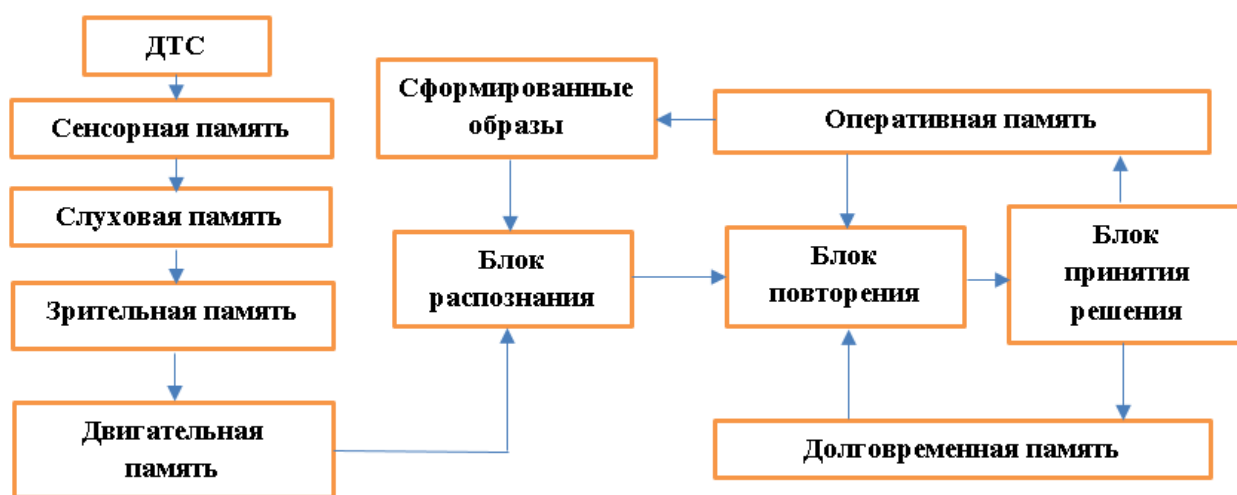 ДТС
Сенсорная память
Слуховая память
Зрительная память
Двигательная
память
Сформированные
образы
Оперативная память
Блок
распознания
Блок
повторения
Блок
принятия
решения
Долговременная память